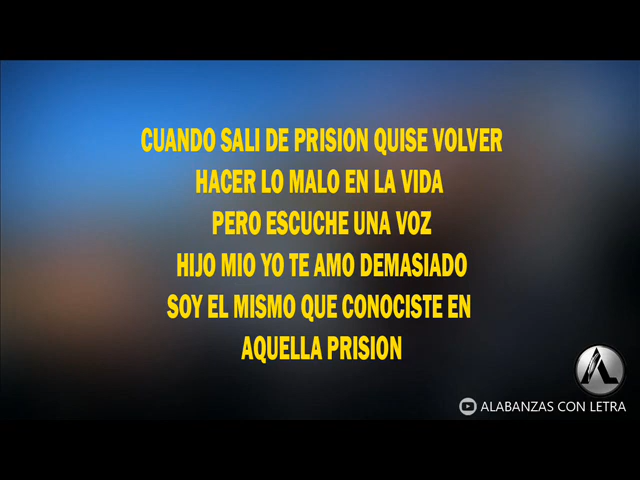 CUANDO SALI DE PRISION QUISE VOLVER
HACER LO MALO EN LA VIDA
PERO ESCUCHE UNA VOZ
HIJO MIO YO TE AMO DEMASIADO
SOY EL MISMO QUE CONOCISTE EN
AQUELLA PRISION
ALABANZAS CON LETRA